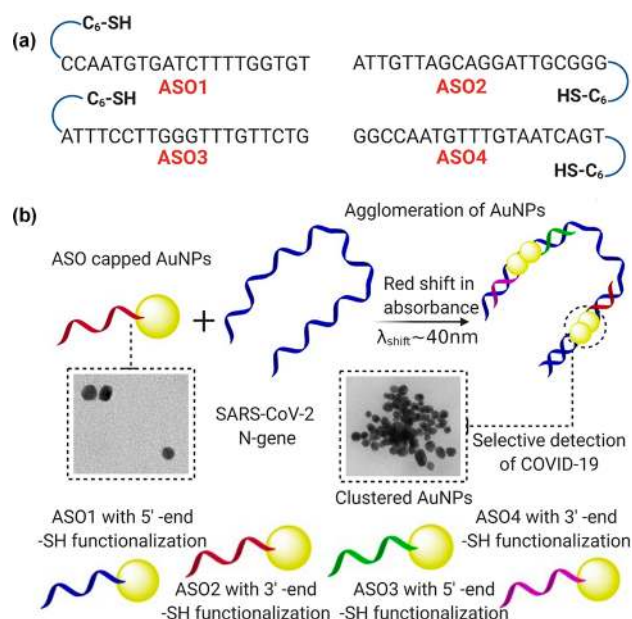 (a)
C6-SH
CCAATGTGATCTTTTGGTGT
ASO1
ATTGTTAGCAGGATTGCGGG
ASO2
HS-C6
C6-SH
ATTTCCTTGGGTTTGTTCTG
ASO3
GGCCAATGTTTGTAATCAGT
ASO4
HS-C6
(b)
Agglomeration of AuNPs
ASO capped AuNPs
+
Red shift in
absorbance
λshift~40nm
SARS-CoV-2
N-gene
Clustered AuNPs
Selective detection
of COVID-19
ASO1 with 5' -end
-SH functionalization
ASO2 with 3' -end
-SH functionalization
ASO3 with 5' -end
-SH functionalization
ASO4 with 3' -end
-SH functionalization